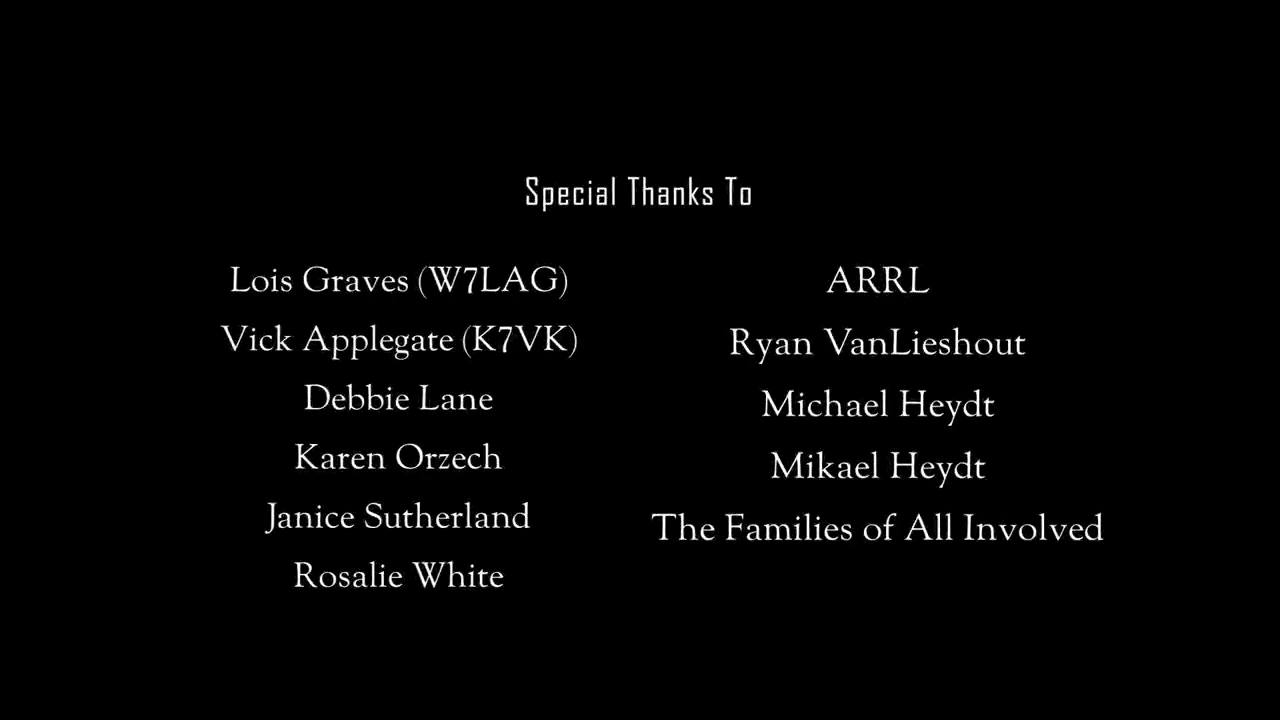 Special Thanks To
Lois Graves (W7LAG)
Vick Applegate (K7VK)
Debbie Lane
Karen Orzech
Janice Sutherland
Rosalie White
ARRL
Ryan VanLieshout
Michael Heydt
Mikael Heydt
The Families of All Involved